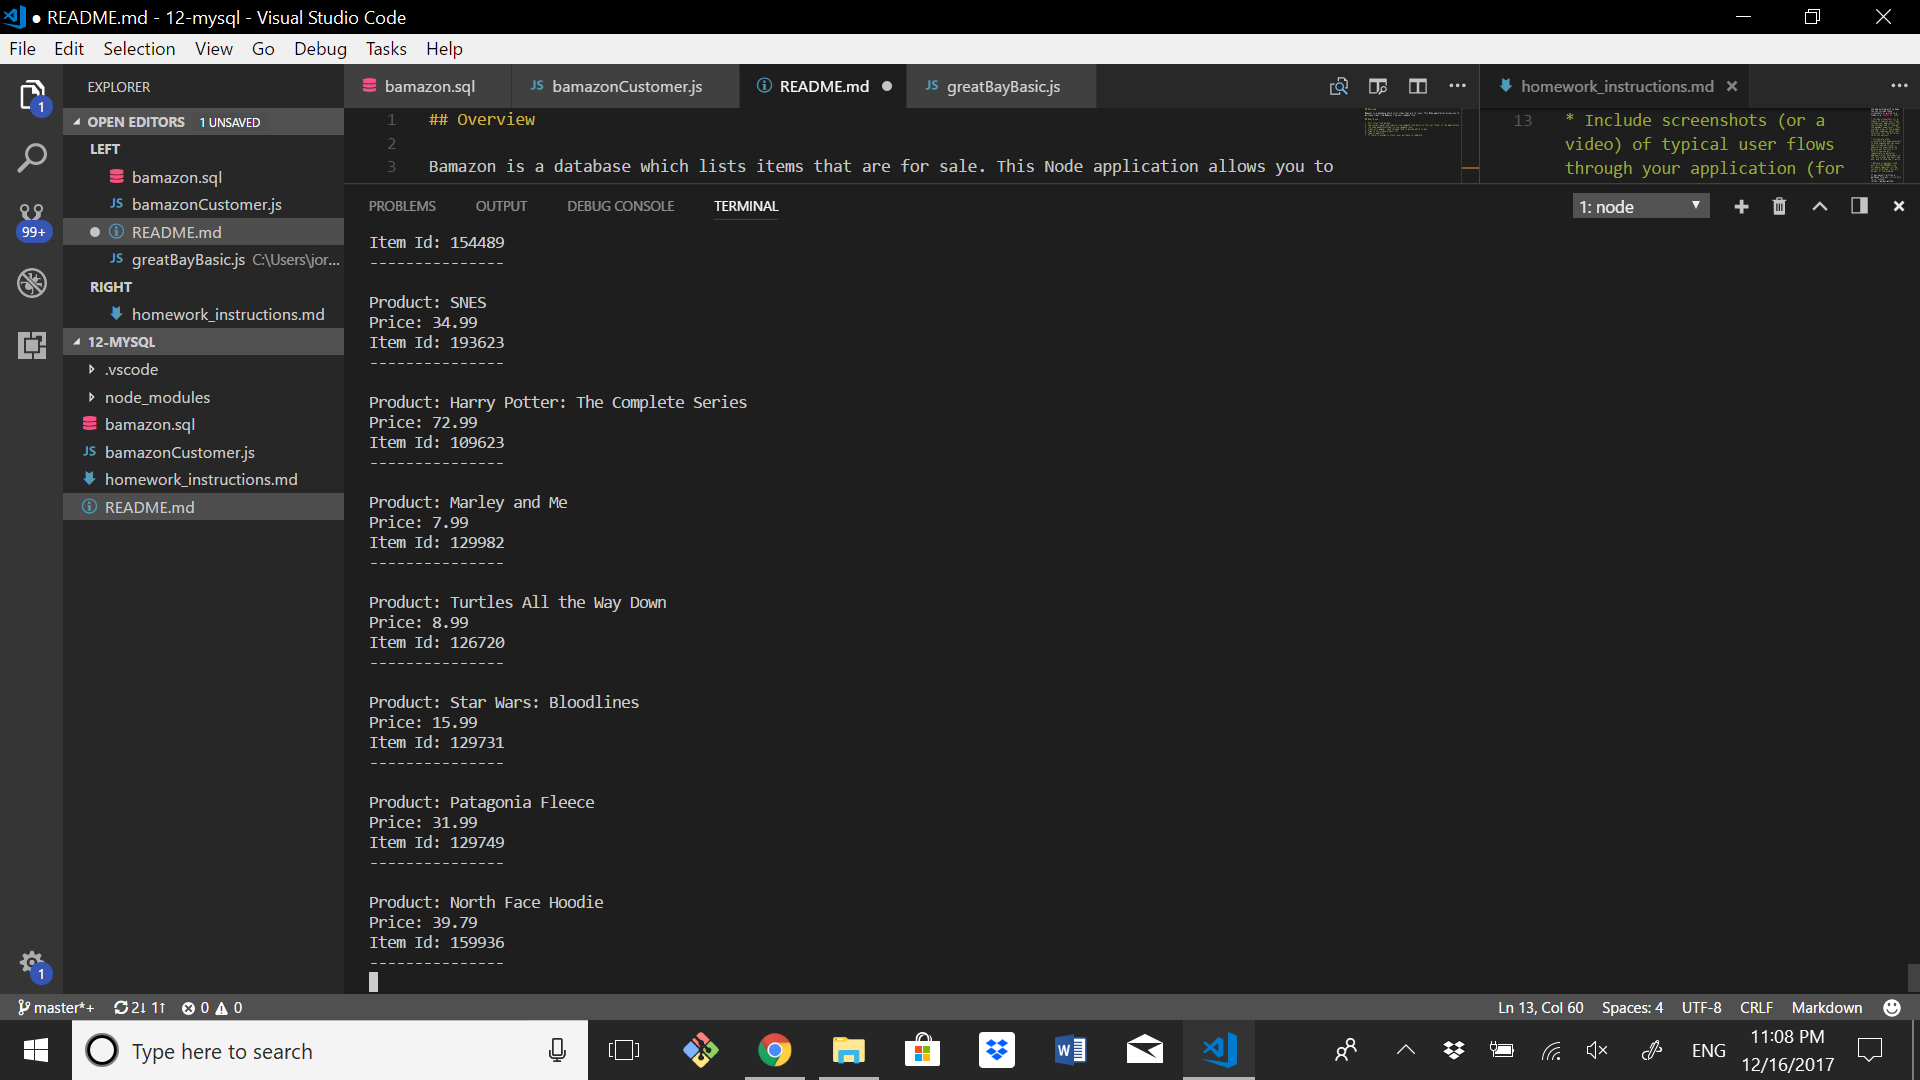 README.md - 12-mysql - Visual Studio Code
File Edit Selection View Go Debug Tasks Help
EXPLORER
OPEN EDITORS 1 UNSAVED
LEFT
bamazon.sql
JS bamazonCustomer.js
README.md
JS greatBayBasic.js C:\Users\jor...
RIGHT
homework_instructions.md
12-MYSQL
.vscode
node_modules
bamazon.sql
JS bamazonCustomer.js
homework_instructions.md
README.md
1
99+
1
bamazon.sql JS bamazonCustomer.js README.md JS greatBayBasic.js
1 ## Overview
2
3 Bamazon is a database which lists items that are for sale. This Node application allows you to
homework_instructions.md
13 * Include screenshots (or a
video) of typical user flows
through your application (for
PROBLEMS OUTPUT DEBUG CONSOLE TERMINAL 1: node
Item Id: 154489
---------------
Product: SNES
Price: 34.99
Item Id: 193623
---------------
Product: Harry Potter: The Complete Series
Price: 72.99
Item Id: 109623
---------------
Product: Marley and Me
Price: 7.99
Item Id: 129982
---------------
Product: Turtles All the Way Down
Price: 8.99
Item Id: 126720
---------------
Product: Star Wars: Bloodlines
Price: 15.99
Item Id: 129731
---------------
Product: Patagonia Fleece
Price: 31.99
Item Id: 129749
---------------
Product: North Face Hoodie
Price: 39.79
Item Id: 159936
---------------
master*+ 2↓ 1↑ 0 0 Ln 13, Col 60 Spaces: 4 UTF-8 CRLF Markdown
Type here to search
ENG
11:08 PM
12/16/2017